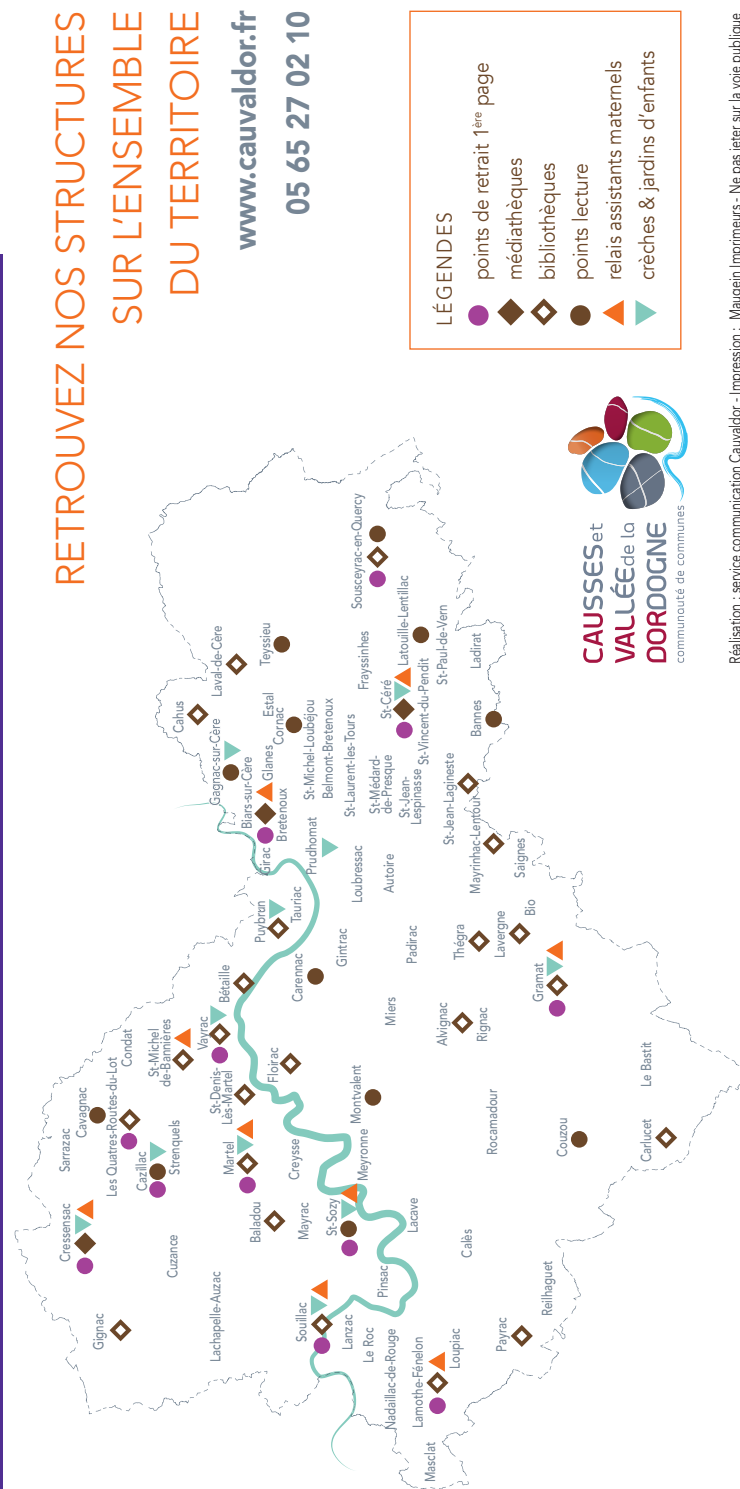 RETROUVEZ NOS STRUCTURES
SUR L'ENSEMBLE
DU TERRITOIRE
www.cauvaldor.fr
05 65 27 02 10
LÉGENDES
points de retrait 1ère page
médiathèques
bibliothèques
points lecture
relais assistants maternels
crèches & jardins d'enfants
Cressensac
Sarrazac
Cavagnac
Gignac
Les Quatres-Routes-du-Lot
Condat
Cazillac
Strenquels
Cuzance
St-Michel
de-Bannières
Vayrac
Bétaille
Lachapelle-Auzac
Martel
St-Denis-
Lès-Martel
Puybrun
Tauriac
Cahus
Laval-de-Cère
Gagnac-sur-Cère
Biars-sur-Cère
Glanes
Girac
Bretenoux
Teyssieu
Estal
Cornac
Baladou
Creysse
Floirac
Mayrac
Carennac
Prudhomat
St-Michel-Loubéjou
Belmont-Bretenoux
Souillac
St-Sozy
Meyronne
Montvalent
Gintrac
Loubressac
St-Laurent-les-Tours
Frayssinhes
Sousceyrac-en-Quercy
Lanzac
Le Roc
Pinsac
Nadaillac-de-Rouge
Lacave
Miers
Padirac
Autoire
St-Médard-
de-Presque
St-Jean-
Lespinasse
St-Céré
Latouille-Lentillac
St-Vincent-du-Pendit
St-Paul-de-Vern
Lamothe-Fénelon
Masclat
Loupiac
Calès
Rocamadour
Alvignac
Rignac
Thégra
Lavergne
Bio
St-Jean-Lagineste
Mayrinhac-Lentour
Saignes
Bannes
Ladirat
Payrac
Reilhaguet
Couzou
Gramat
Carlucet
Le Bastit
CAUSSES et
VALLÉE de la
DORDOGNE
communauté de communes
Réalisation : service communication Cauvaldor - Impression : Maugein Imprimeurs - Ne pas jeter sur la voie publique